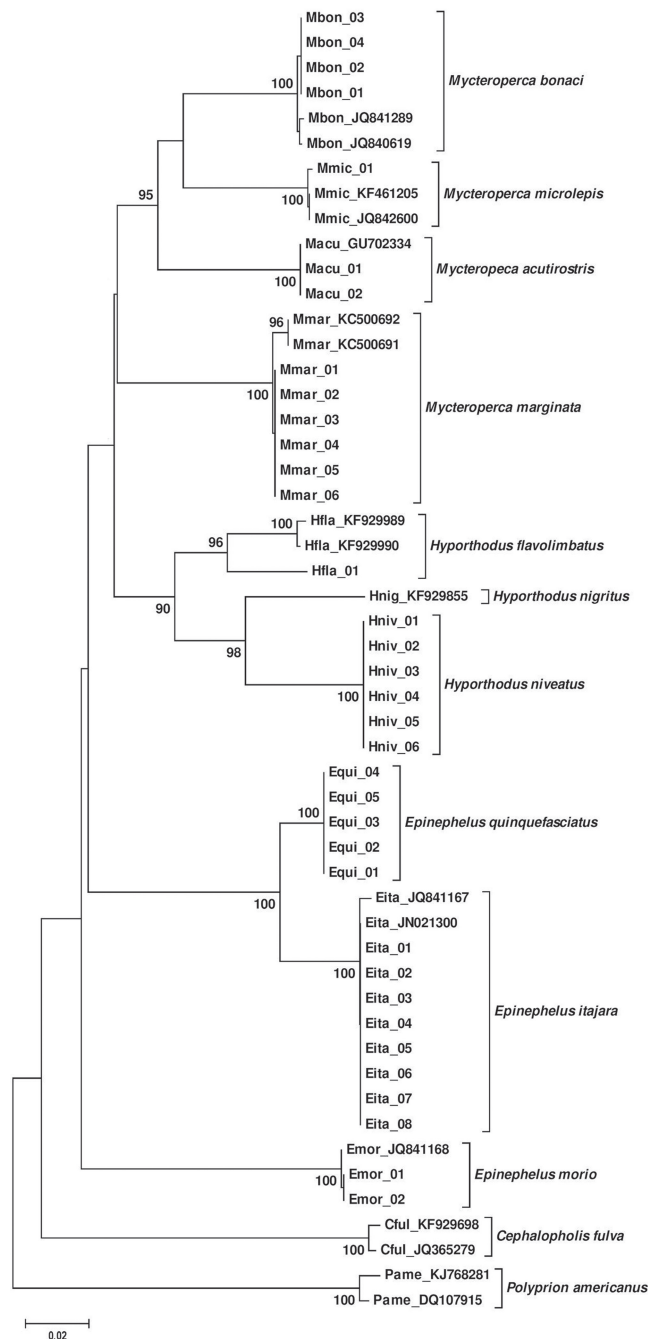 Mbon_03
Mbon_04
Mbon_02
100
Mbon_01
Mycteroperca bonaci
Mbon_JQ841289
Mbon_JQ840619
Mmic_01
95
Mmic_KF461205
Mycteroperca microlepis
100
Mmic_JQ842600
Macu_GU702334
Macu_01
Mycteropeca acutirostris
100
Macu_02
96
Mmar_KC500692
Mmar_KC500691
Mmar_01
100
Mmar_02
Mycteroperca marginata
Mmar_03
Mmar_04
Mmar_05
Mmar_06
100
Hfla_KF929989
96
Hfla_KF929990
Hyporthodus flavolimbatus
Hfla_01
90
Hnig_KF929855
Hyporthodus nigritus
Hniv_01
Hniv_02
98
Hniv_03
Hyporthodus niveatus
100
Hniv_04
Hniv_05
Hniv_06
Equi_04
Equi_05
100
Equi_03
Epinephelus quinquefasciatus
Equi_02
Equi_01
100
Eita_JQ841167
Eita_JN021300
Eita_01
100
Eita_02
Eita_03
Epinephelus itajara
Eita_04
Eita_05
Eita_06
Eita_07
Eita_08
Emor_JQ841168
100
Emor_01
Epinephelus morio
Emor_02
Cful_KF929698
Cephalopholis fulva
100
Cful_JQ365279
Pame_KJ768281
Polyprion americanus
100
Pame_DQ107915
0.02